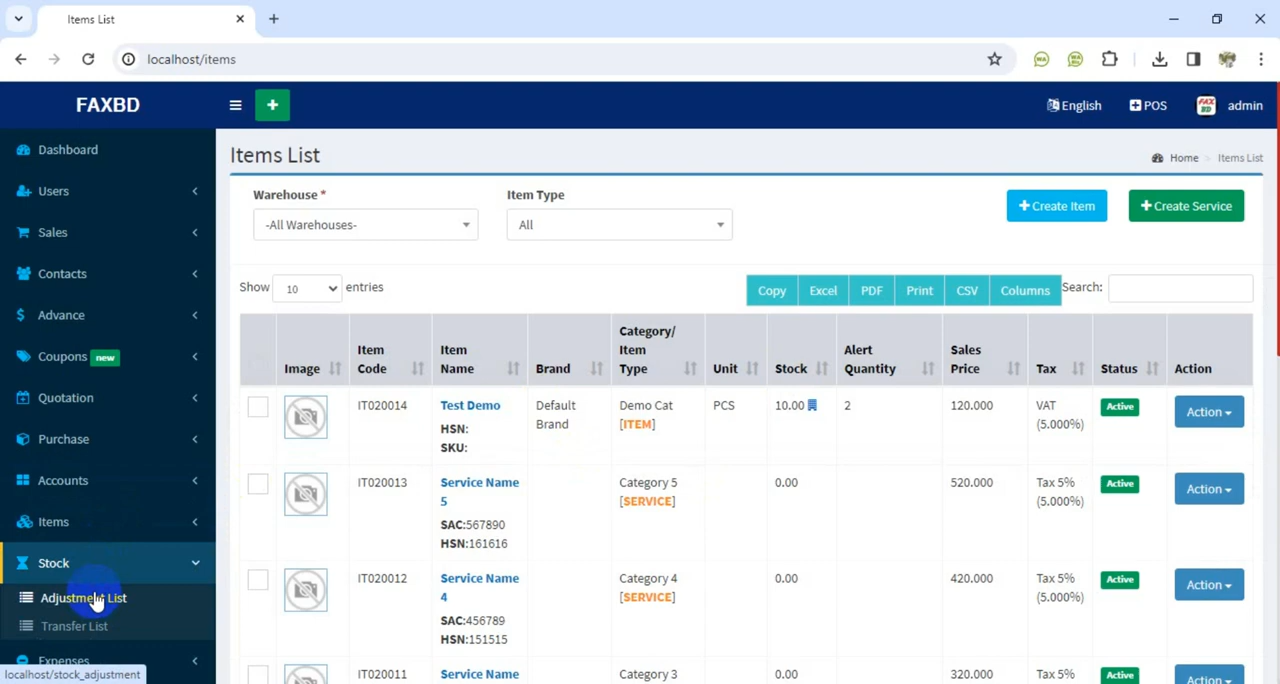 Items List
localhost/items
FAXBD
English
POS
FAX BD
admin
Dashboard
Users
Sales
Contacts
Advance
Coupons new
Quotation
Purchase
Accounts
Items
Stock
Adjustment List
Transfer List
Expenses
localhost/stock_adjustment
Items List
Home > Items List
Warehouse *
-All Warehouses-
Item Type
All
+ Create Item
+ Create Service
Show 10 entries
Copy Excel PDF Print CSV Columns
Search:
Image
Item Code
Item Name
Brand
Category/ Item Type
Unit
Stock
Alert Quantity
Sales Price
Tax
Status
Action
IT020014
Test Demo
HSN:
SKU:
Default Brand
Demo Cat
[ITEM]
PCS
10.00
2
120.000
VAT (5.000%)
Active
Action
IT020013
Service Name 5
SAC:567890
HSN:161616
Category 5
[SERVICE]
0.00
520.000
Tax 5% (5.000%)
Active
Action
IT020012
Service Name 4
SAC:456789
HSN:151515
Category 4
[SERVICE]
0.00
420.000
Tax 5% (5.000%)
Active
Action
IT020011
Service Name
Category 3
0.00
320.000
Tax 5%
Active
Action